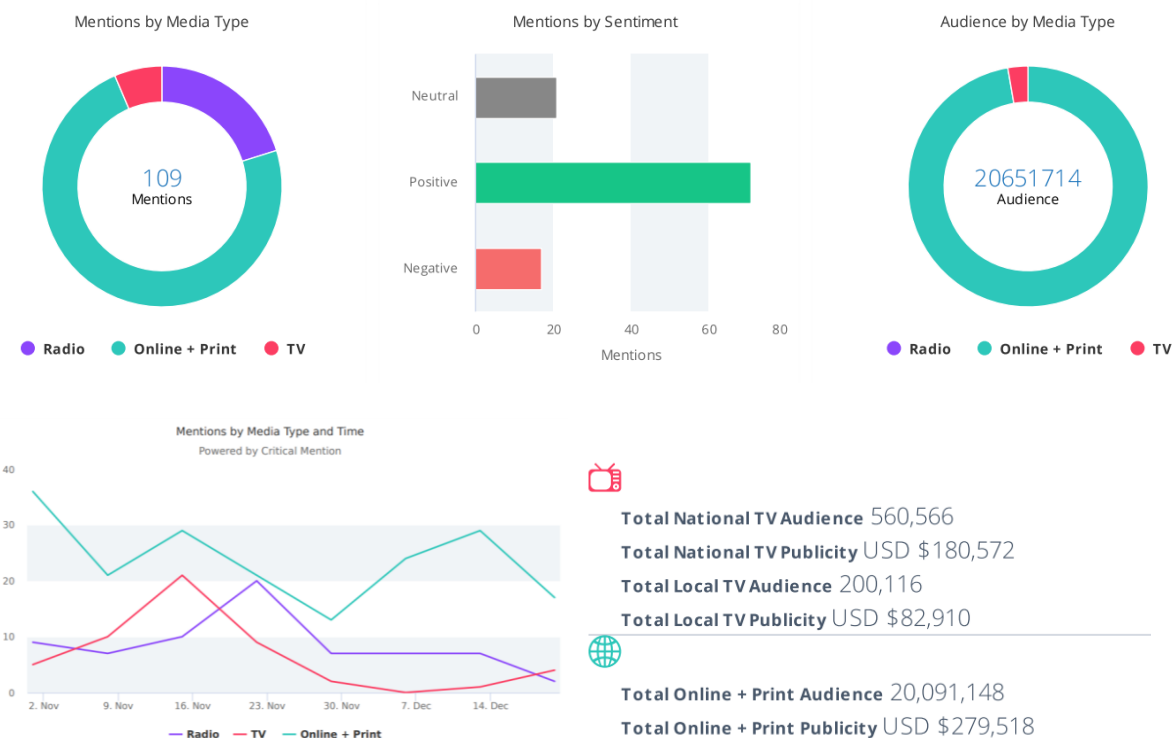 Mentions by Media Type
109
Mentions
Radio Online + Print TV
Mentions by Sentiment
Neutral
Positive
Negative
0 20 40 60 80
Mentions
Audience by Media Type
20651714
Audience
Radio Online + Print TV
Mentions by Media Type and Time
Powered by Critical Mention
40
30
20
10
0
2. Nov 9. Nov 16. Nov 23. Nov 30. Nov 7. Dec 14. Dec
Radio TV Online + Print
Total National TV Audience 560,566
Total National TV Publicity USD $180,572
Total Local TV Audience 200,116
Total Local TV Publicity USD $82,910
Total Online + Print Audience 20,091,148
Total Online + Print Publicity USD $279,518